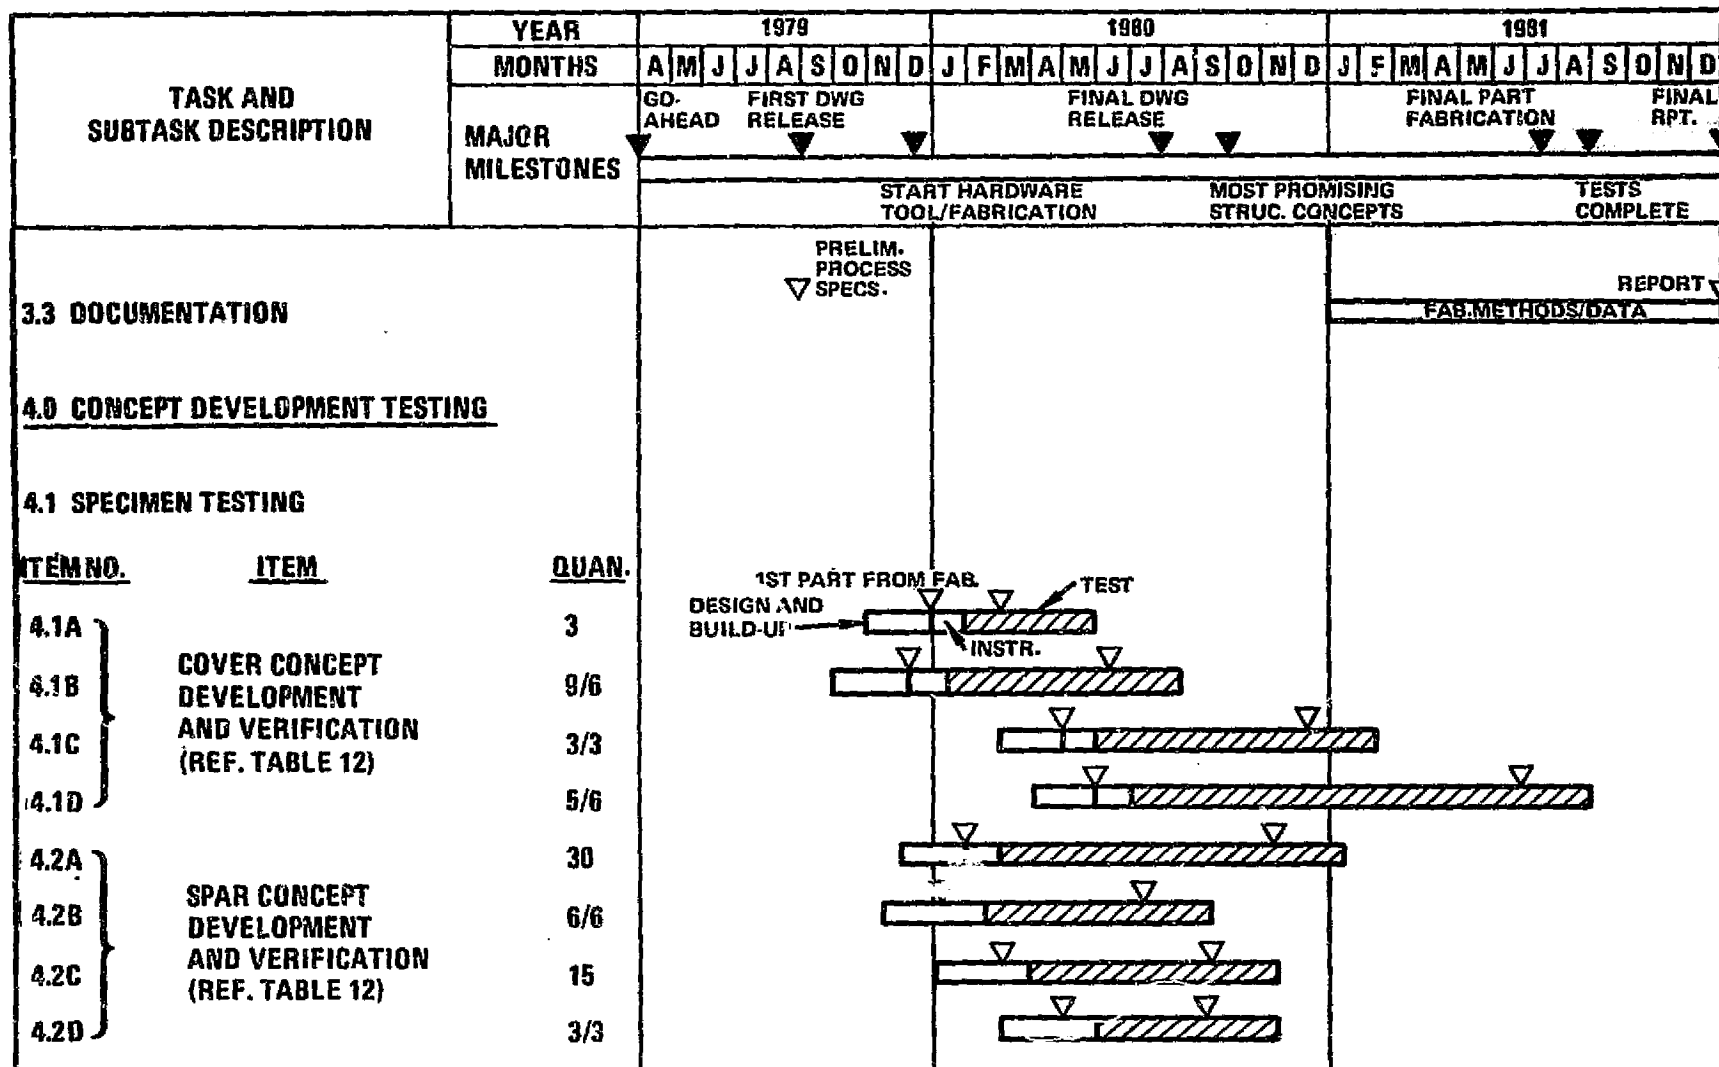 YEAR 1979 1980 1981
MONTHS A M J J A S O N D J F M A M J J A S O N D J F M A M J J A S O N D
TASK AND
SUBTASK DESCRIPTION
MAJOR
MILESTONES
GO-
AHEAD
FIRST DWG
RELEASE
FINAL DWG
RELEASE
FINAL PART
FABRICATION
FINAL
RPT.
START HARDWARE
TOOL/FABRICATION
MOST PROMISING
STRUC. CONCEPTS
TESTS
COMPLETE
PRELIM.
PROCESS
SPECS.
REPORT
3.3 DOCUMENTATION
FAB.METHODS/DATA
4.0 CONCEPT DEVELOPMENT TESTING
4.1 SPECIMEN TESTING
ITEM NO. ITEM QUAN.
1ST PART FROM FAB.
TEST
DESIGN AND
BUILD-UP
INSTR.
4.1A 3
4.1B 9/6
4.1C 3/3
4.1D 5/6
COVER CONCEPT
DEVELOPMENT
AND VERIFICATION
(REF. TABLE 12)
4.2A 30
4.2B 6/6
4.2C 15
4.2D 3/3
SPAR CONCEPT
DEVELOPMENT
AND VERIFICATION
(REF. TABLE 12)